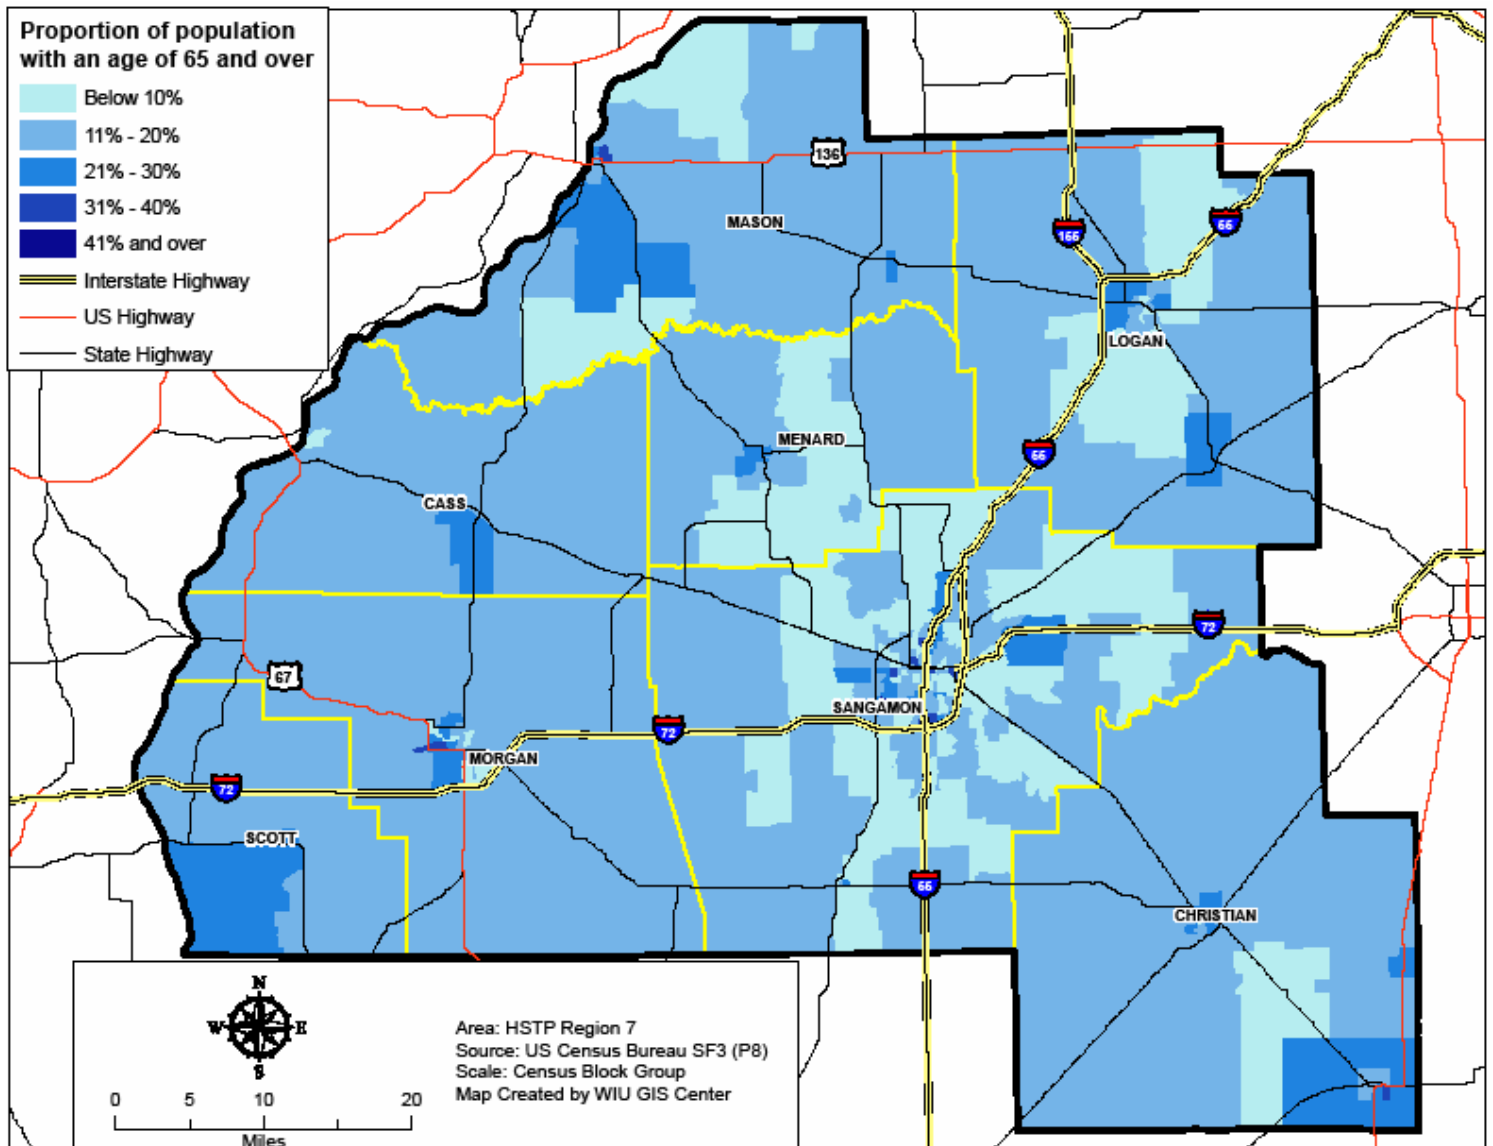 Proportion of population
with an age of 65 and over
Below 10%
11% - 20%
21% - 30%
31% - 40%
41% and over
Interstate Highway
US Highway
State Highway
136
MASON
155
55
LOGAN
MENARD
55
CASS
72
67
SANGAMON
72
MORGAN
72
SCOTT
55
CHRISTIAN
N
W
E
S
Area: HSTP Region 7
Source: US Census Bureau SF3 (P8)
Scale: Census Block Group
Map Created by WIU GIS Center
0 5 10 20
Miles